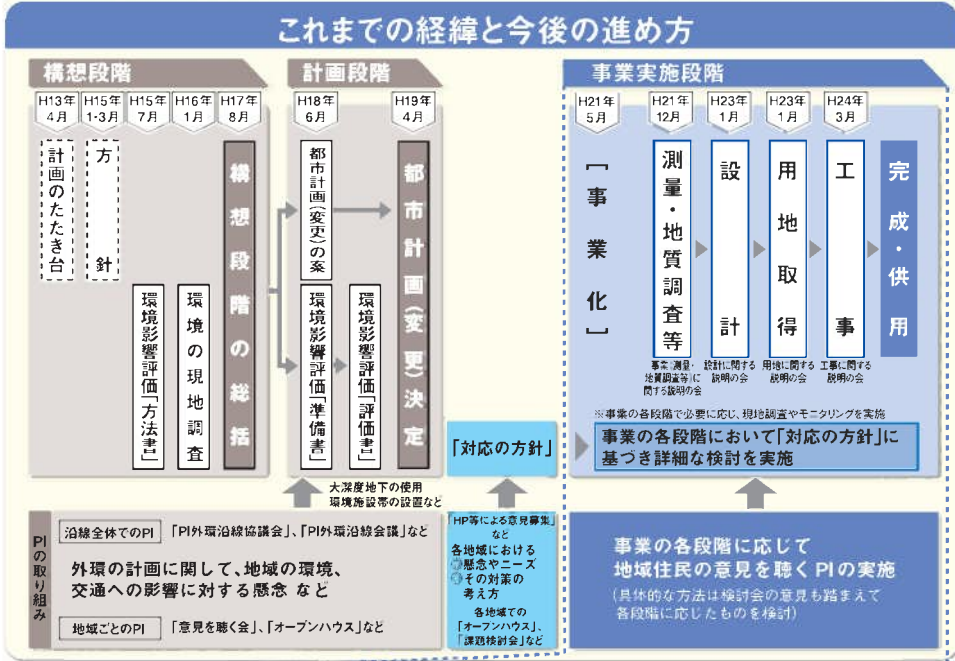 これまでの経緯と今後の進め方
構想段階
H13年
4月
計画のたたき台
H15年
1-3月
方針
H15年
7月
環境影響評価「方法書」
H16年
1月
環境の現地調査
H17年
8月
構想段階の総括
計画段階
H18年
6月
都市計画(変更)の案
環境影響評価「準備書」
環境影響評価「評価書」
H19年
4月
都市計画(変更)決定
大深度地下の使用
環境施設帯の設置など
「対応の方針」
事業実施段階
H21年
5月
[事業化]
H21年
12月
測量・地質調査等
事業(測量・
地質調査等)に
関する説明の会
H23年
1月
設計
設計に関する
説明の会
H23年
1月
用地取得
用地に関する
説明の会
H24年
3月
工事
工事に関する
説明の会
完成・供用
※事業の各段階で必要に応じ、現地調査やモニタリングを実施
事業の各段階において「対応の方針」に
基づき詳細な検討を実施
PIの取り組み
沿線全体でのPI 「PI外環沿線協議会」、「PI外環沿線会議」など
外環の計画に関して、地域の環境、
交通への影響に対する懸念 など
地域ごとのPI 「意見を聴く会」、「オープンハウス」など
「HP等による意見募集」
など
各地域における
懸念やニーズ
その対策の
考え方
各地域での
「オープンハウス」、
「課題検討会」など
事業の各段階に応じて
地域住民の意見を聴くPIの実施
(具体的な方法は検討会の意見も踏まえて
各段階に応じたものを検討)